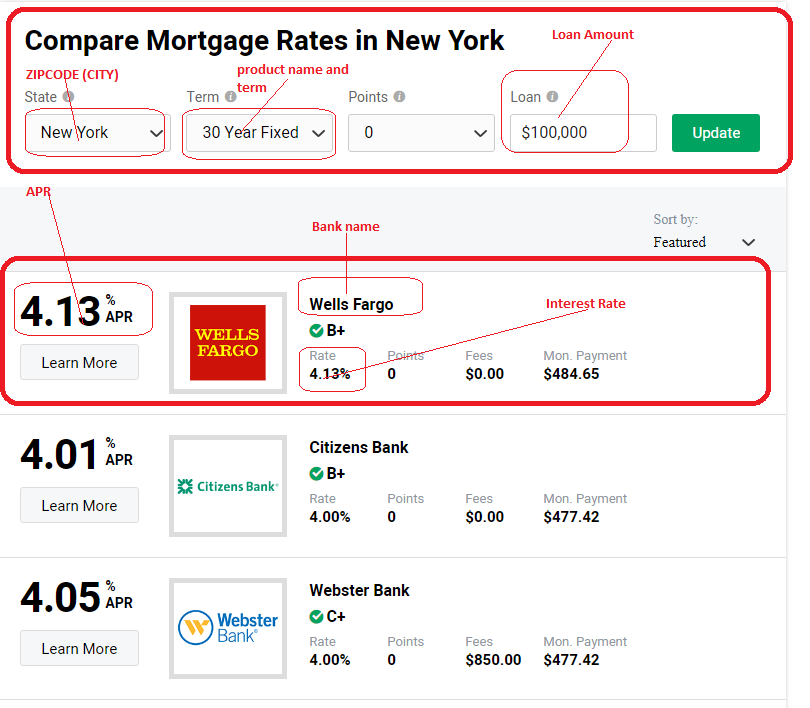 Compare Mortgage Rates in New York
Loan Amount
ZIPCODE (CITY)
product name and
term
State
Term
Points
Loan
New York
30 Year Fixed
0
$100,000
Update
APR
Sort by:
Featured
Bank name
4.13 % APR
Learn More
WELLS
FARGO
Wells Fargo
B+
Interest Rate
Rate Points Fees Mon. Payment
4.13% 0 $0.00 $484.65
4.01 % APR
Learn More
Citizens Bank®
Citizens Bank
B+
Rate Points Fees Mon. Payment
4.00% 0 $0.00 $477.42
4.05 % APR
Learn More
Webster
Bank®
Webster Bank
C+
Rate Points Fees Mon. Payment
4.00% 0 $850.00 $477.42